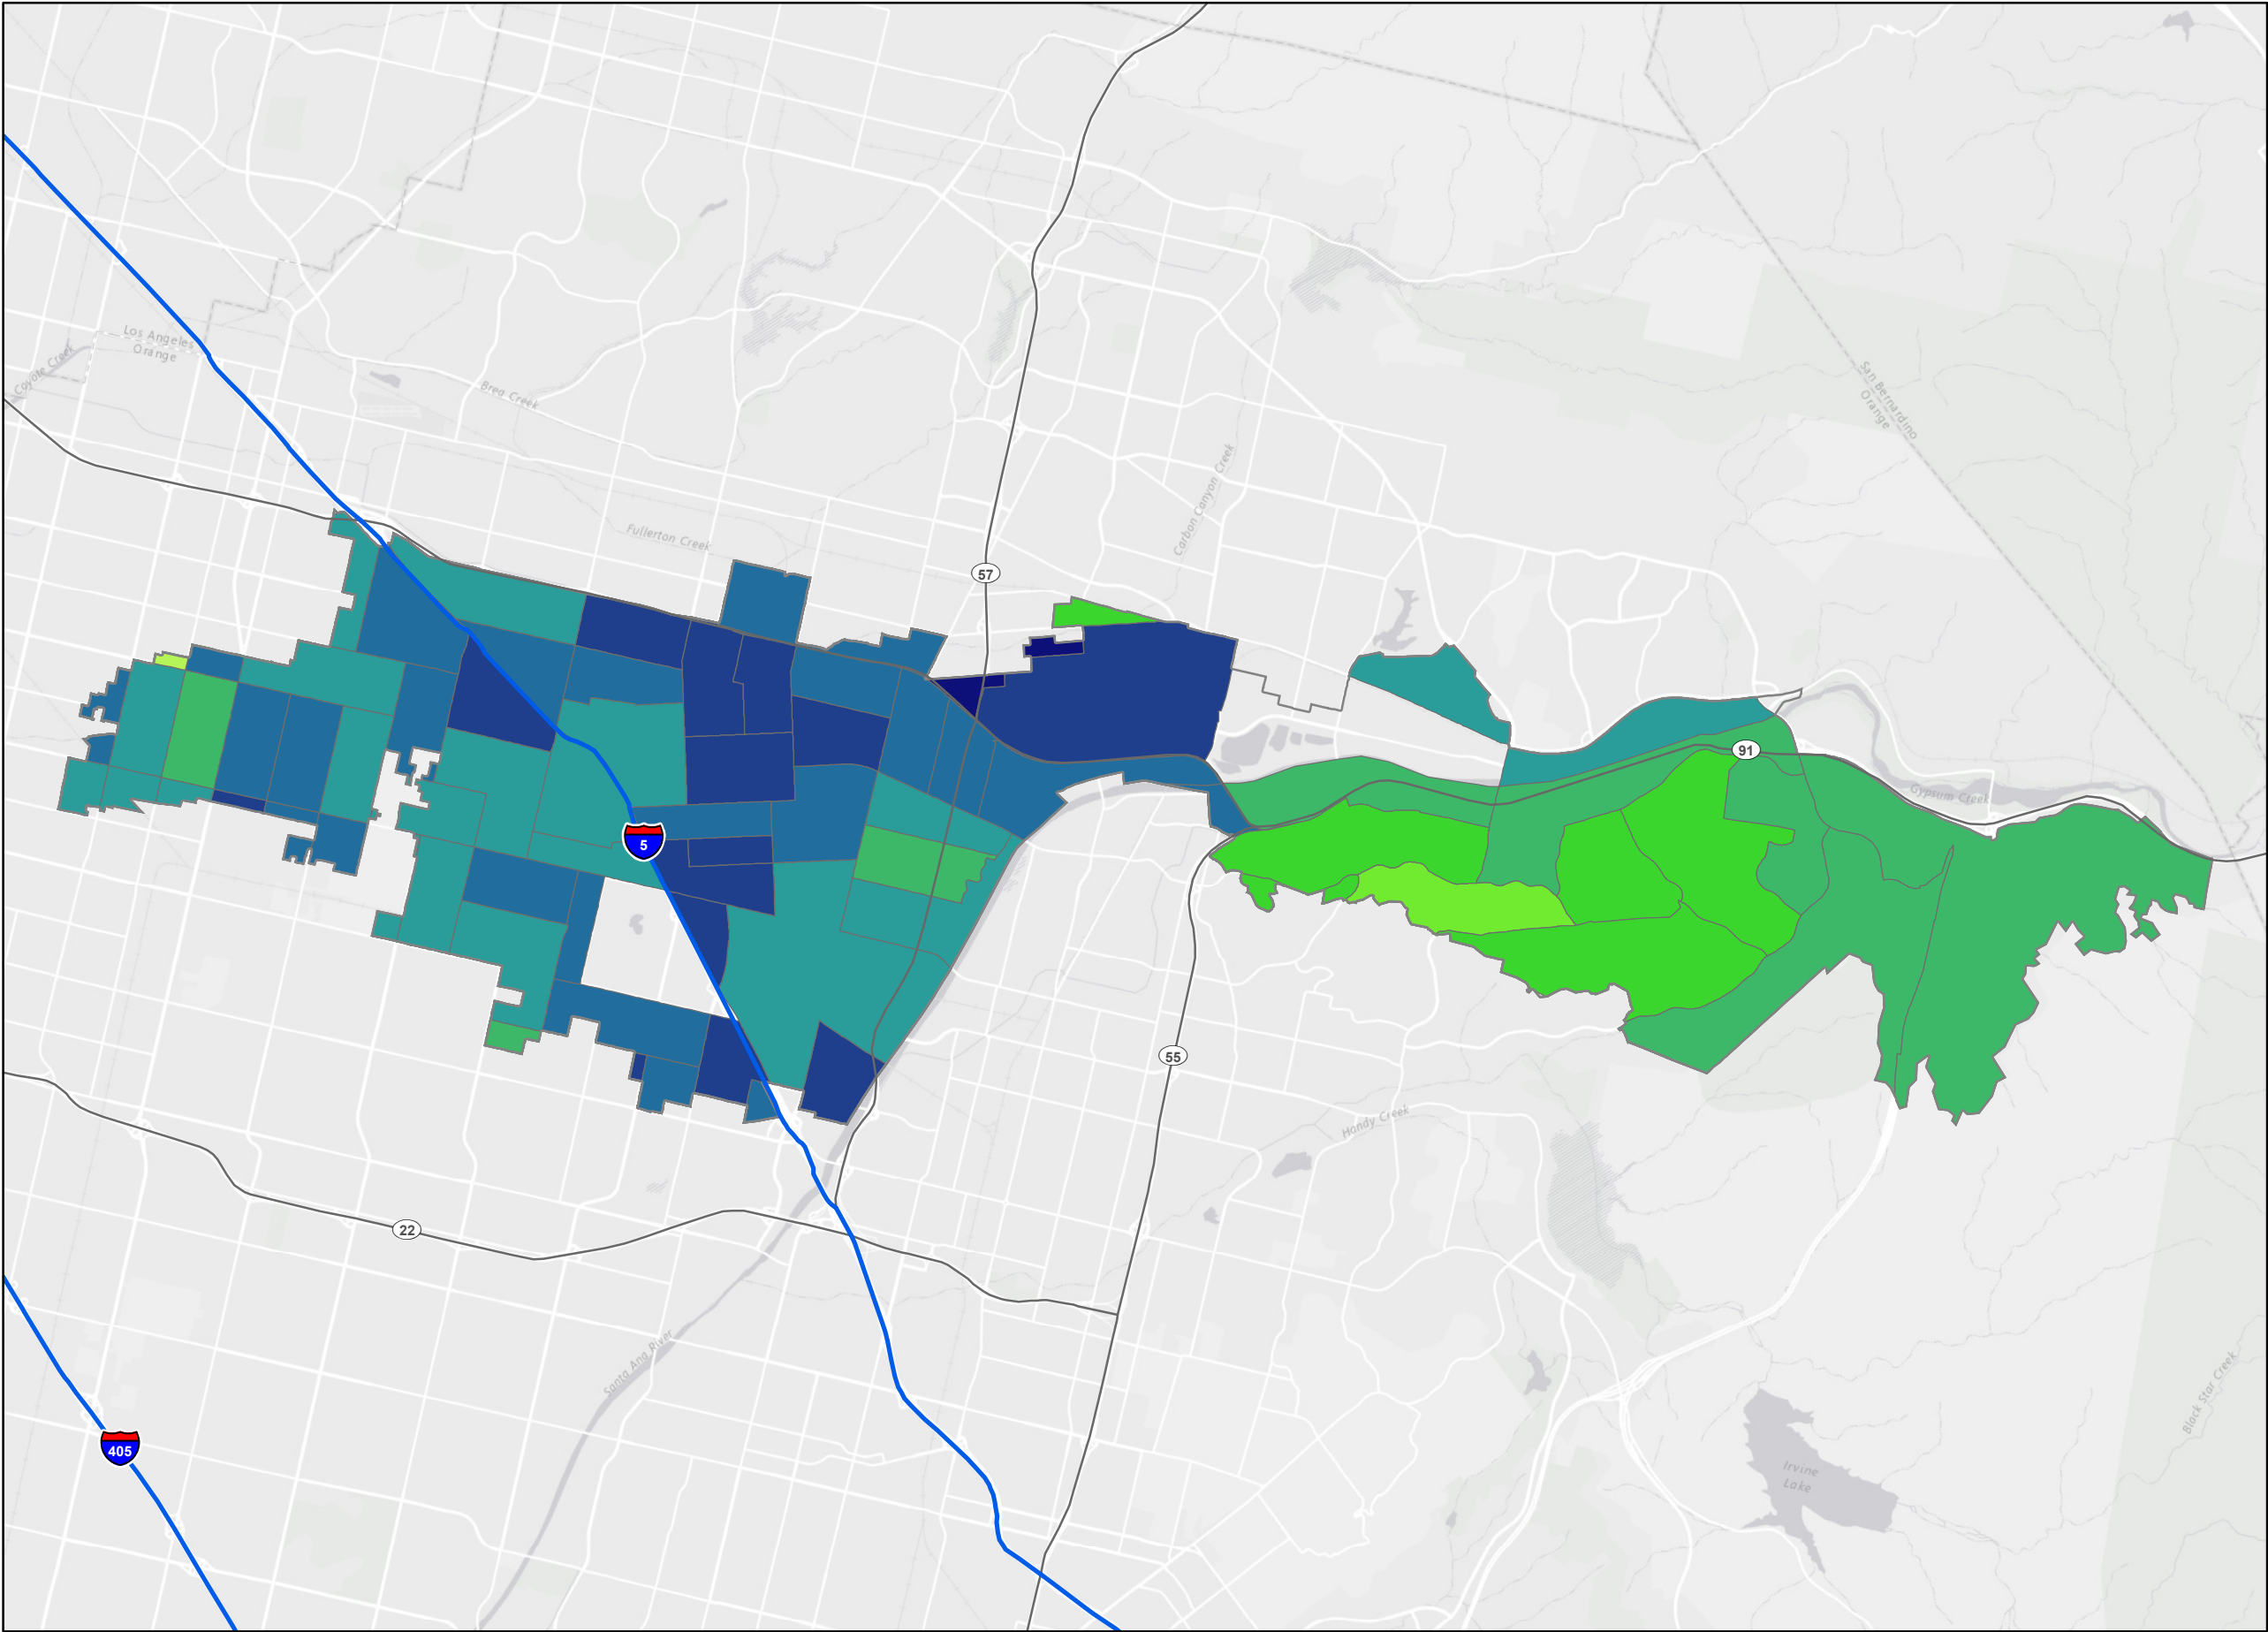 Los Angeles
Orange
Coyote Creek
Brea Creek
San Bernardino
Orange
Carbon Canyon Creek
Fullerton Creek
57
91
Gypsum Creek
5
55
Handy Creek
22
Santa Ana River
Black Star Creek
405
Irvine
Lake